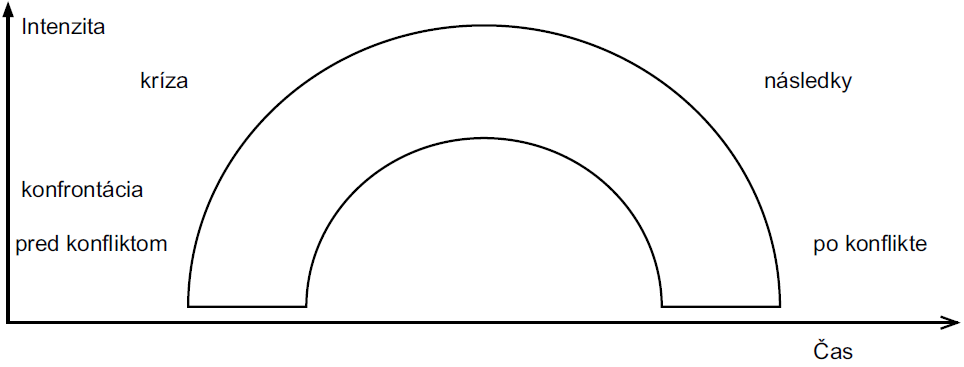 Intenzita
kríza
následky
konfrontácia
pred konfliktom
po konflikte
Čas